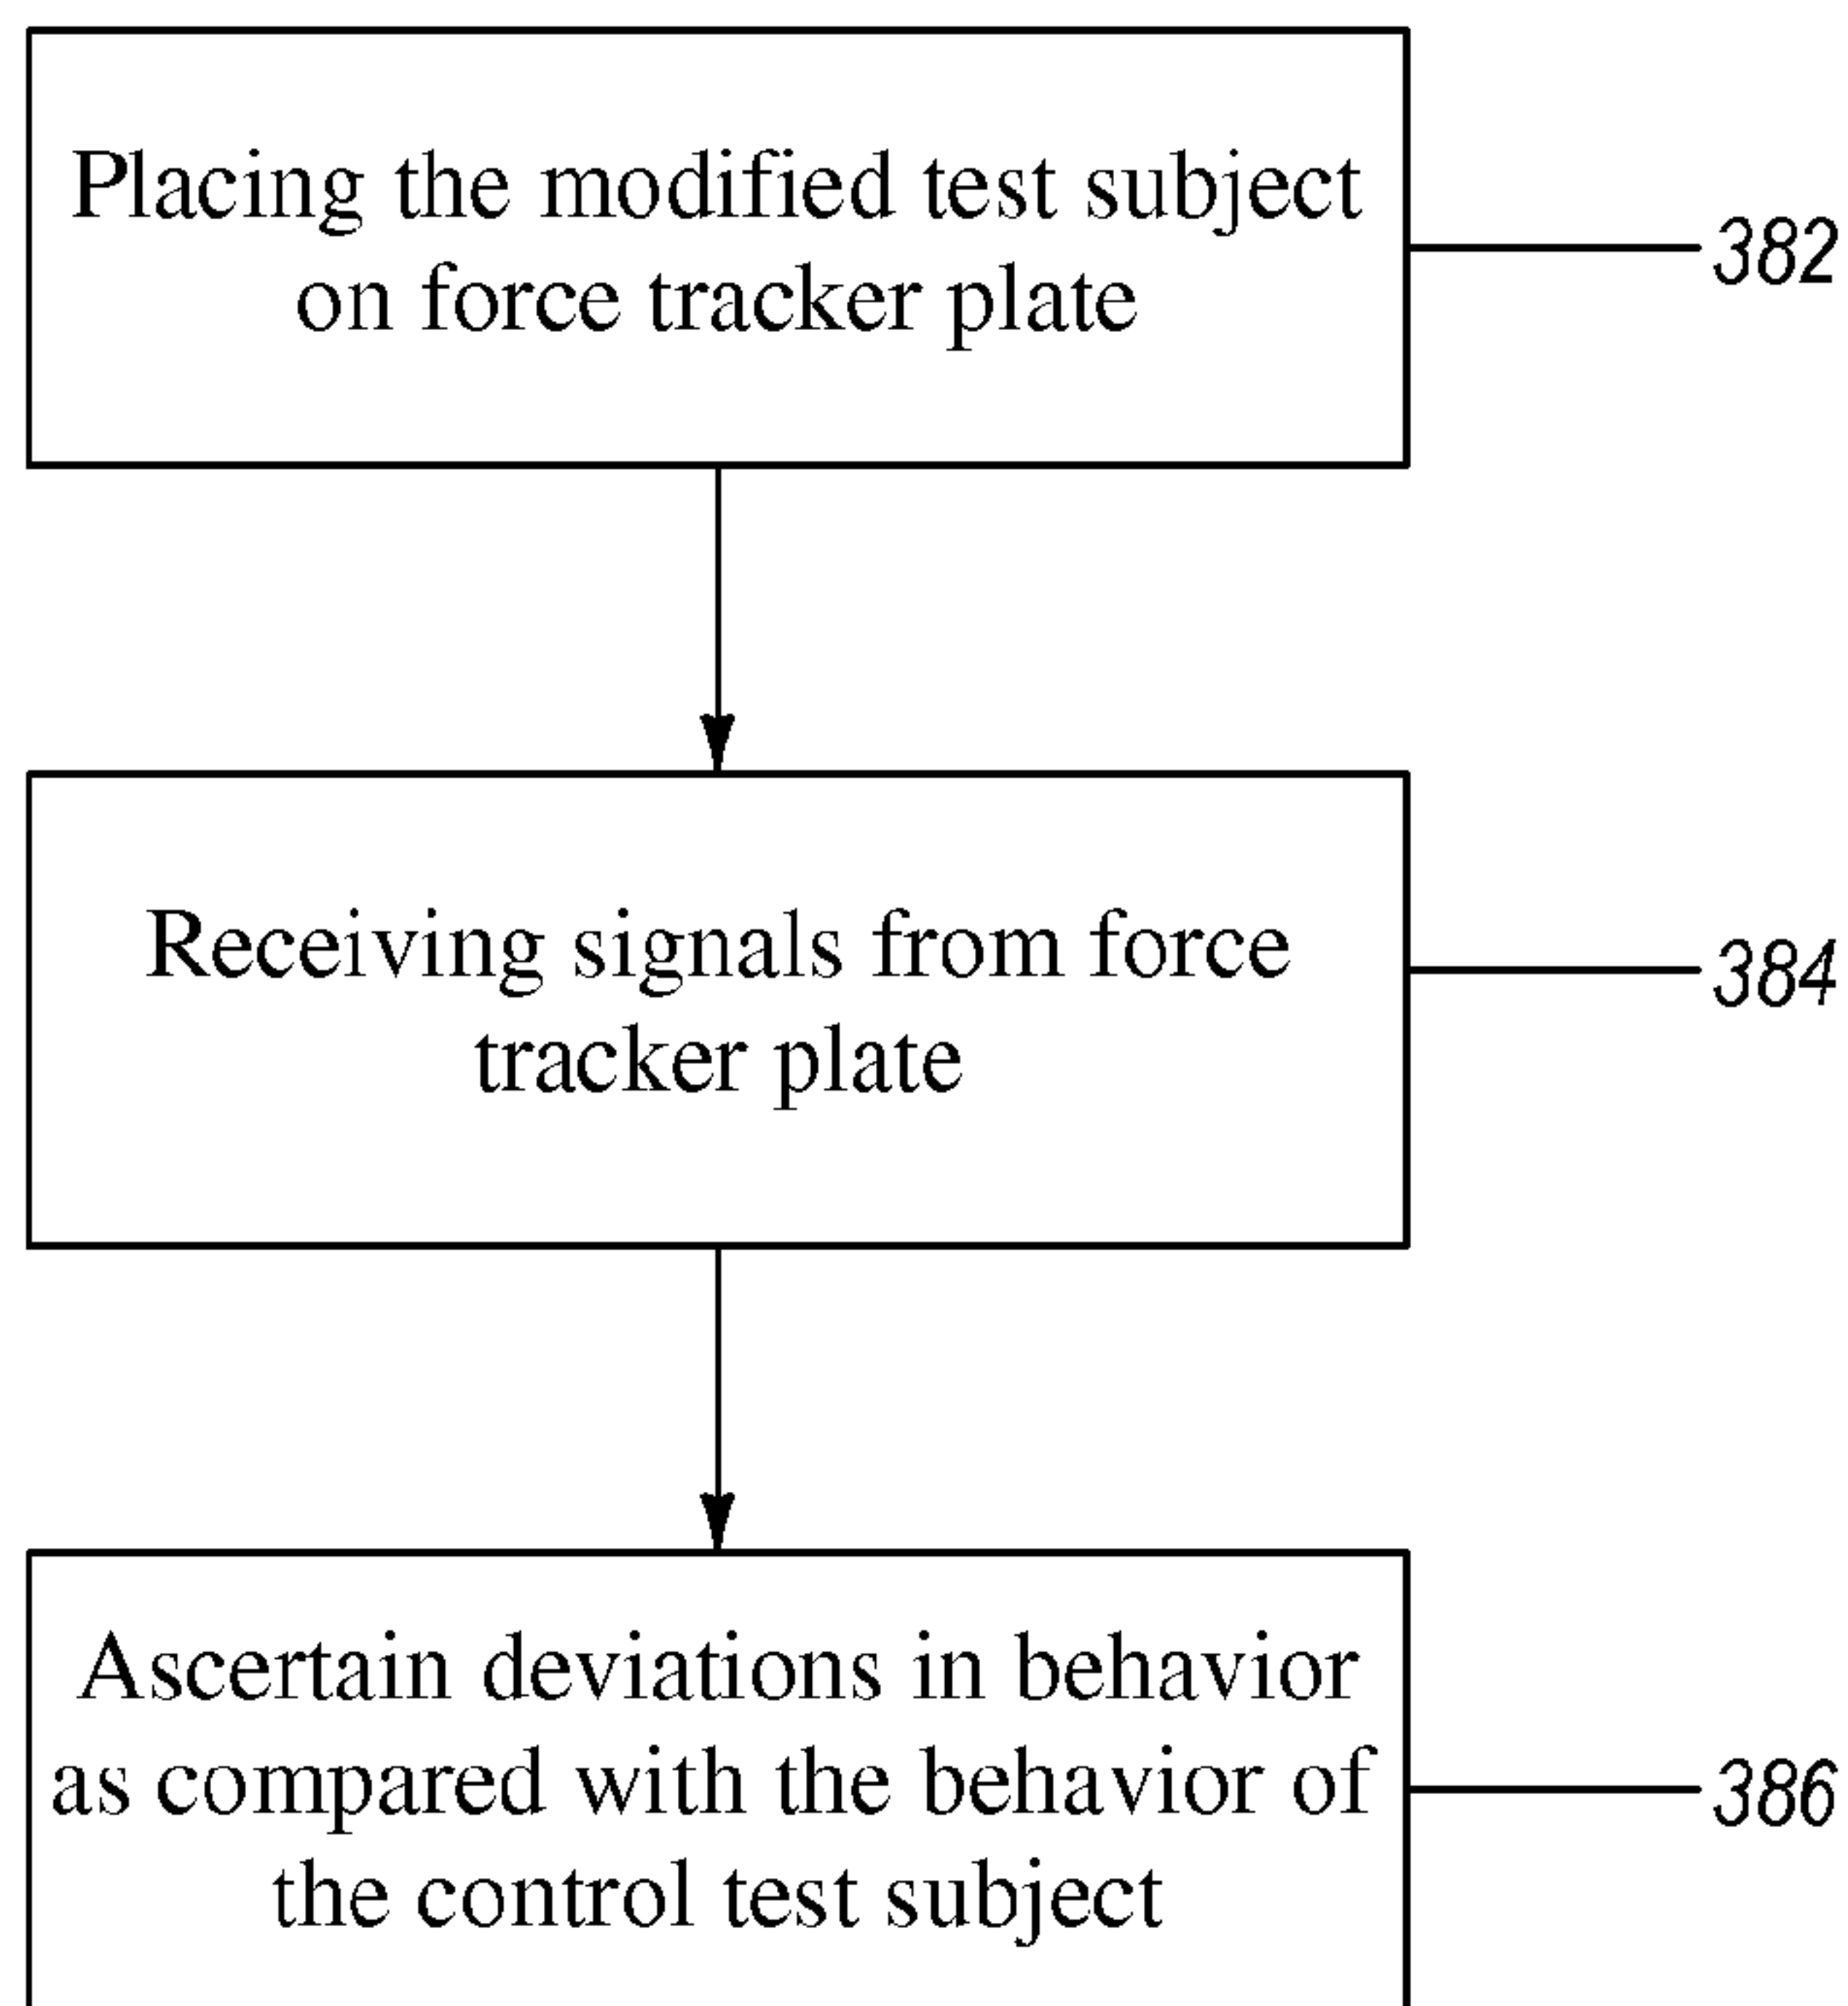 Placing the modified test subject
on force tracker plate
382
Receiving signals from force
tracker plate
384
Ascertain deviations in behavior
as compared with the behavior of
the control test subject
386